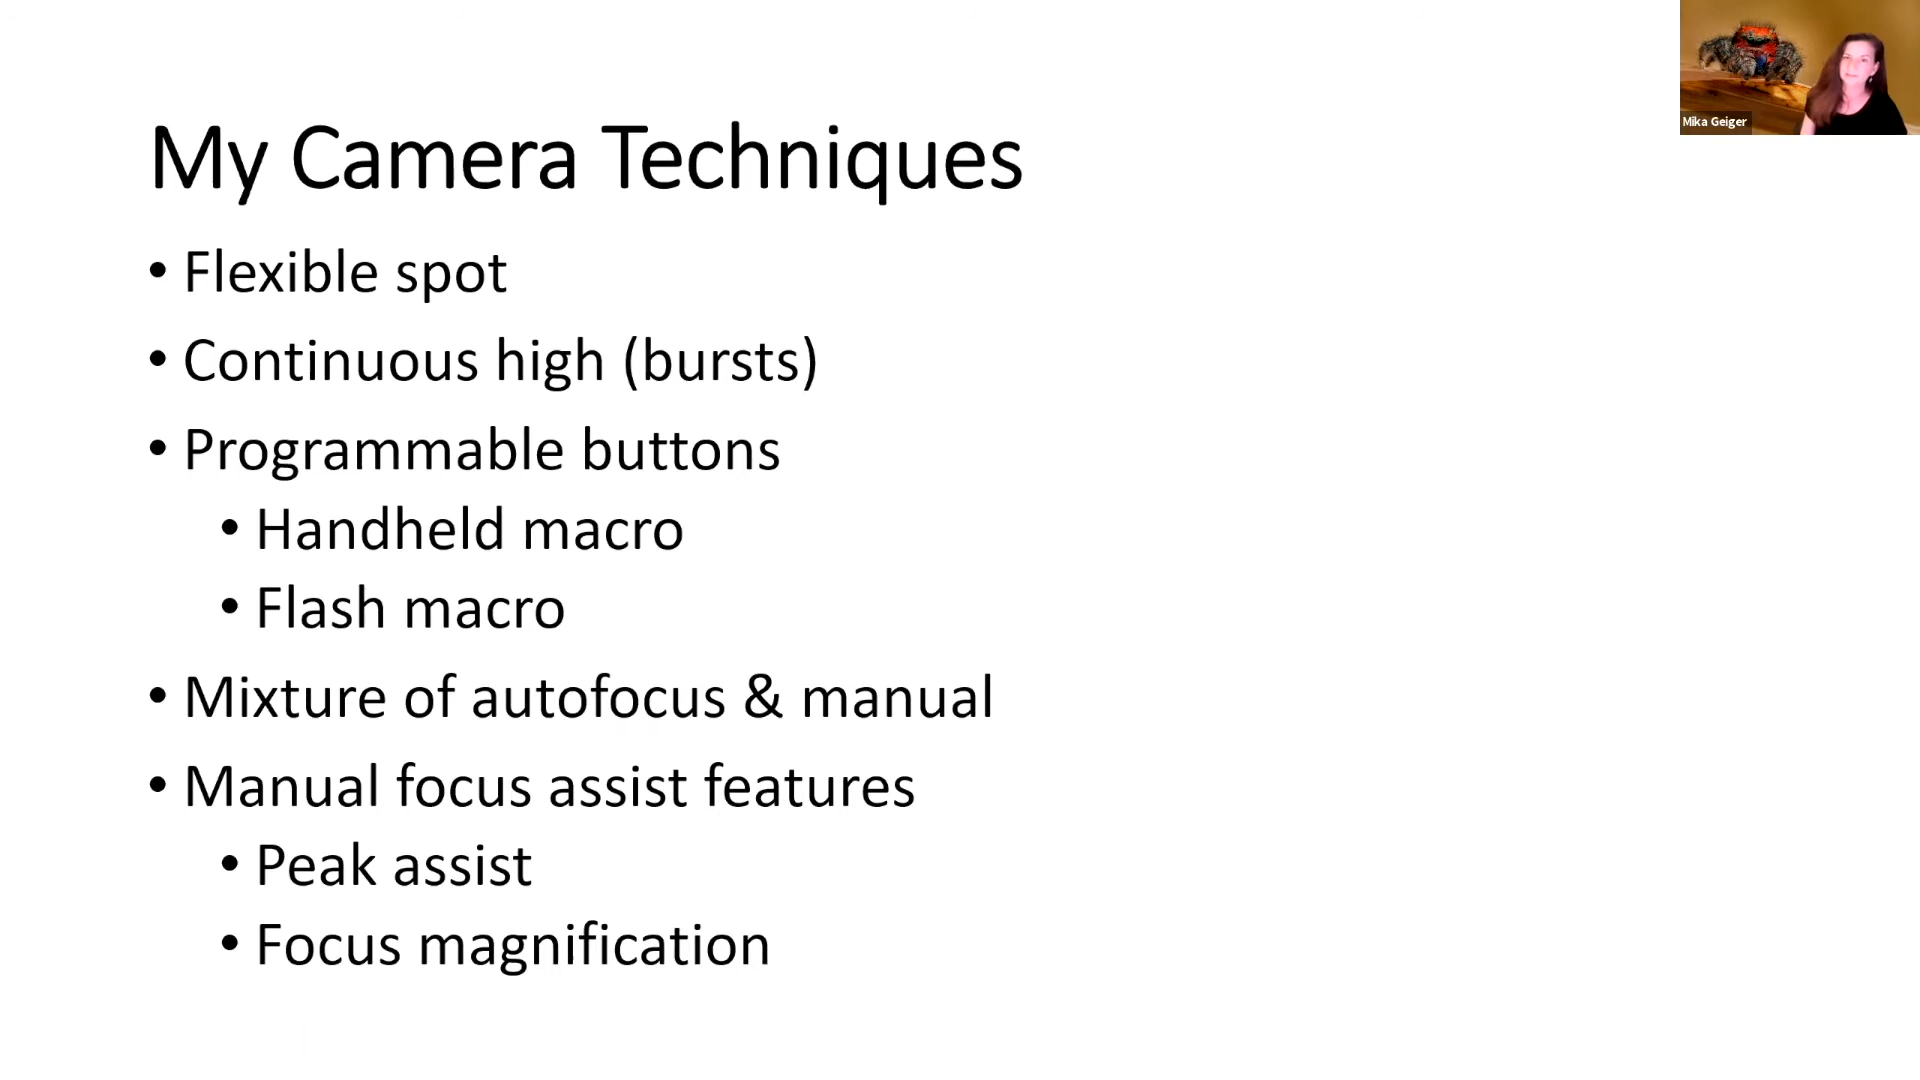 Mika Geiger
My Camera Techniques
• Flexible spot
• Continuous high (bursts)
• Programmable buttons
• Handheld macro
• Flash macro
• Mixture of autofocus & manual
• Manual focus assist features
• Peak assist
• Focus magnification